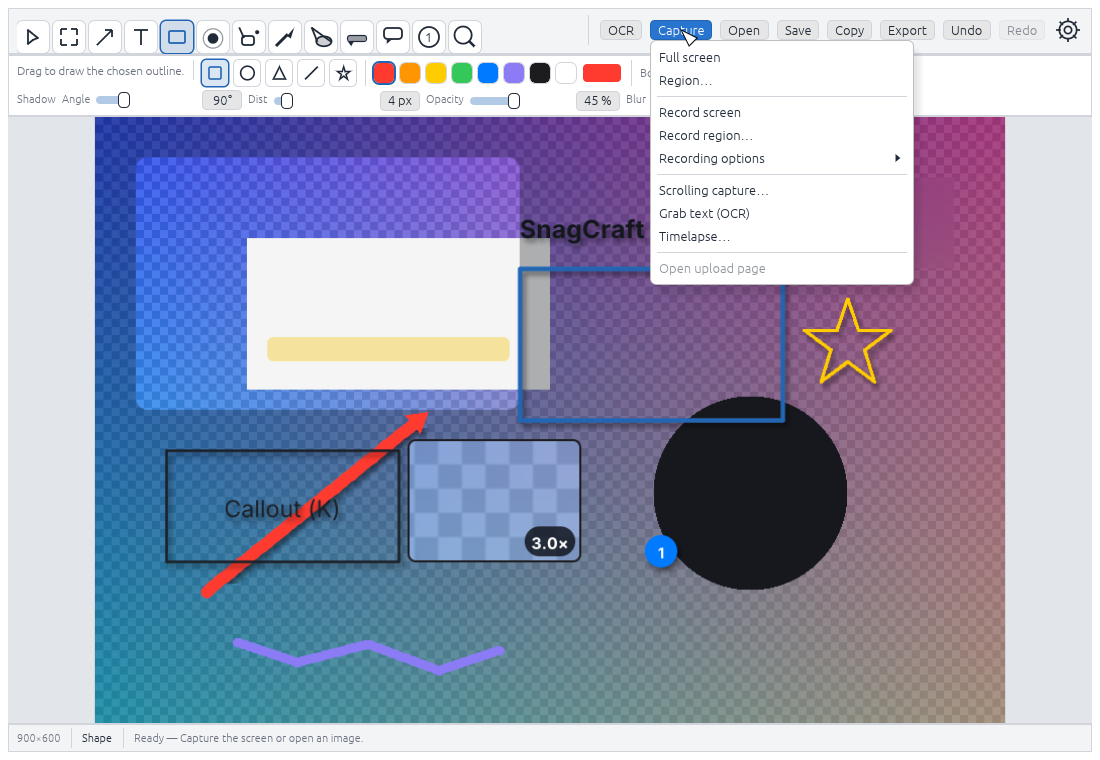 OCR Capture Open Save Copy Export Undo Redo
Drag to draw the chosen outline.
Shadow Angle 90° Dist 4 px Opacity 45 % Blur
Full screen
Region…
Record screen
Record region…
Recording options
Scrolling capture…
Grab text (OCR)
Timelapse…
Open upload page
SnagCraft
Callout (K)
3.0×
1
1
900×600 Shape Ready — Capture the screen or open an image.